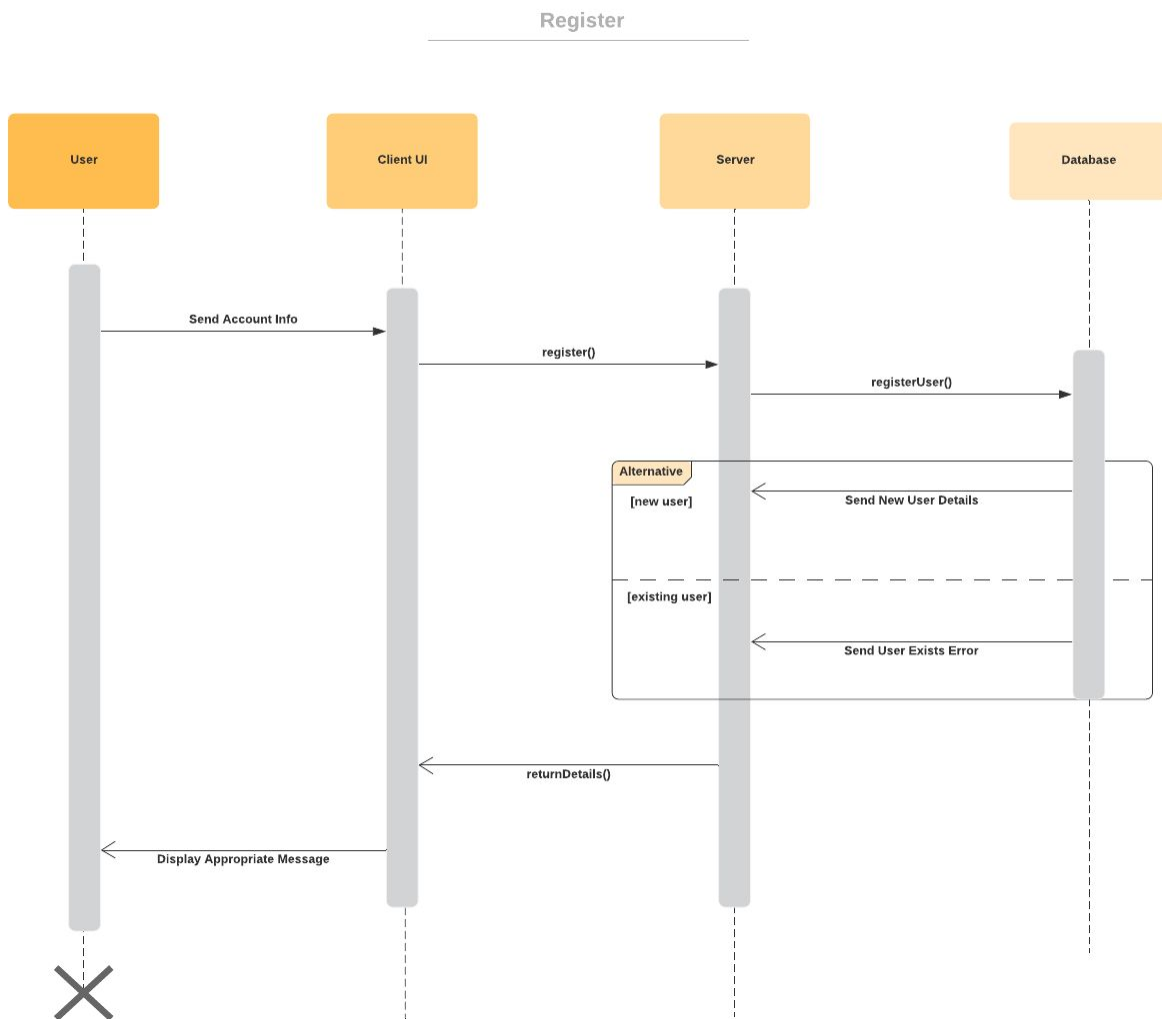 Register
User
Client UI
Server
Database
Send Account Info
register()
registerUser()
Alternative
[new user]
Send New User Details
[existing user]
Send User Exists Error
returnDetails()
Display Appropriate Message